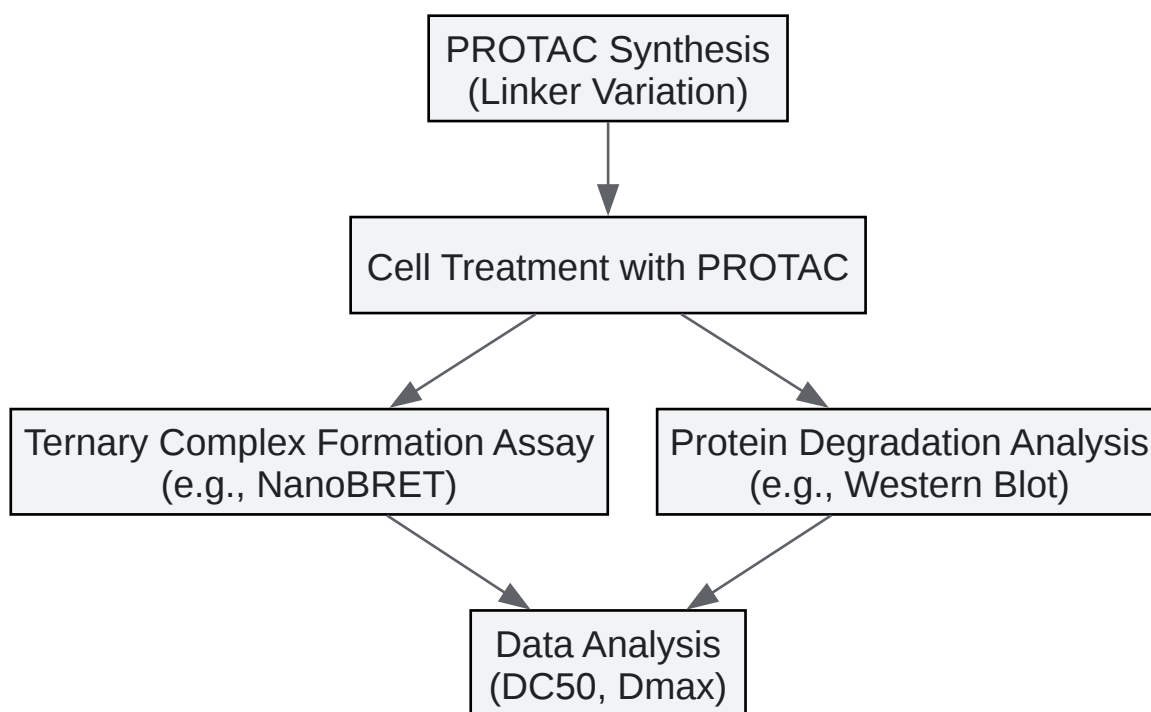 PROTAC Synthesis
(Linker Variation)
Cell Treatment with PROTAC
Ternary Complex Formation Assay
(e.g., NanoBRET)
Protein Degradation Analysis
(e.g., Western Blot)
Data Analysis
(DC50, Dmax)